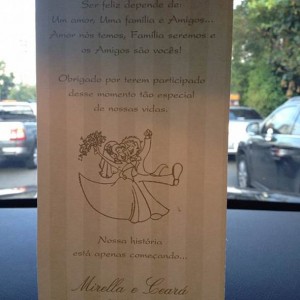 Ser feliz depende de:
Um amor, Uma família e Amigos...
Amor nós temos, Família seremos e
os Amigos são vocês!
Obrigado por terem participado
desse momento tão especial
de nossas vidas.
Nossa história
está apenas começando...
Mirella e Ceará